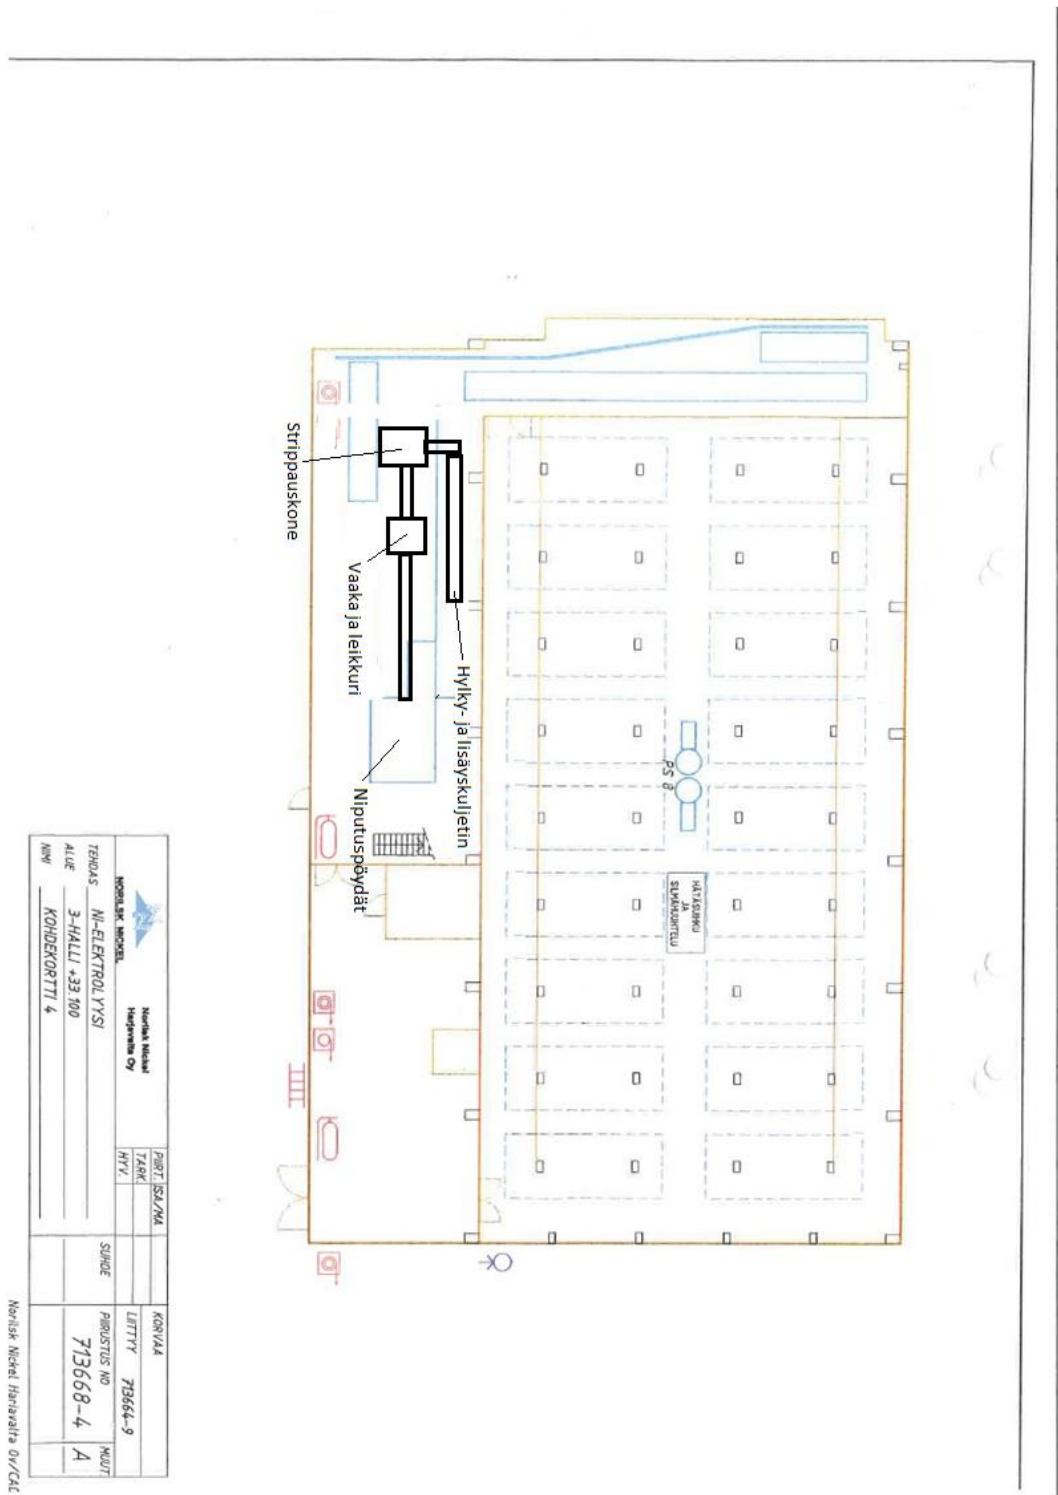 Strippauskone
Vaaka ja leikkuri
Hylky- ja lisäyskuljetin
Niputuspöydät
PS 8
HÄTÄSUIHKU
JA
SILMÄHUUHTELU
NORILSK NICKEL
Norilsk Nickel
Harjavalta Oy
TEHDAS NI-ELEKTROLYYSI
ALUE 3-HALLI +33.100
NIMI KOHDEKORTTI 4
PIIRT. ISA/MA
TARK.
HYV.
SUHDE
KORVAA
LIITTYY 713664-9
PIIRUSTUS NO
713668-4
MUUT.
A
Norilsk Nickel Harjavalta Oy/CAE